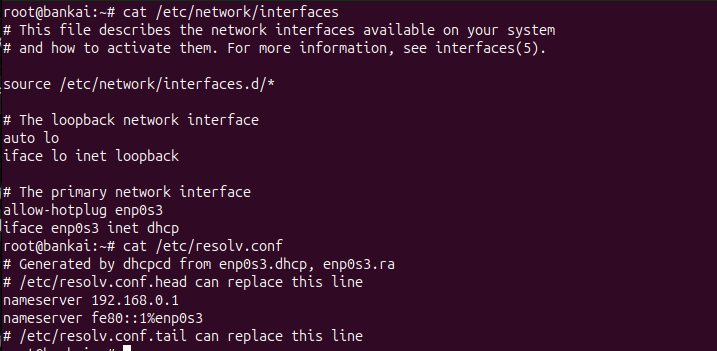 root@bankai:~# cat /etc/network/interfaces
# This file describes the network interfaces available on your system
# and how to activate them. For more information, see interfaces(5).
source /etc/network/interfaces.d/*
# The loopback network interface
auto lo
iface lo inet loopback
# The primary network interface
allow-hotplug enp0s3
iface enp0s3 inet dhcp
root@bankai:~# cat /etc/resolv.conf
# Generated by dhcpcd from enp0s3.dhcp, enp0s3.ra
# /etc/resolv.conf.head can replace this line
nameserver 192.168.0.1
nameserver fe80::1%enp0s3
# /etc/resolv.conf.tail can replace this line